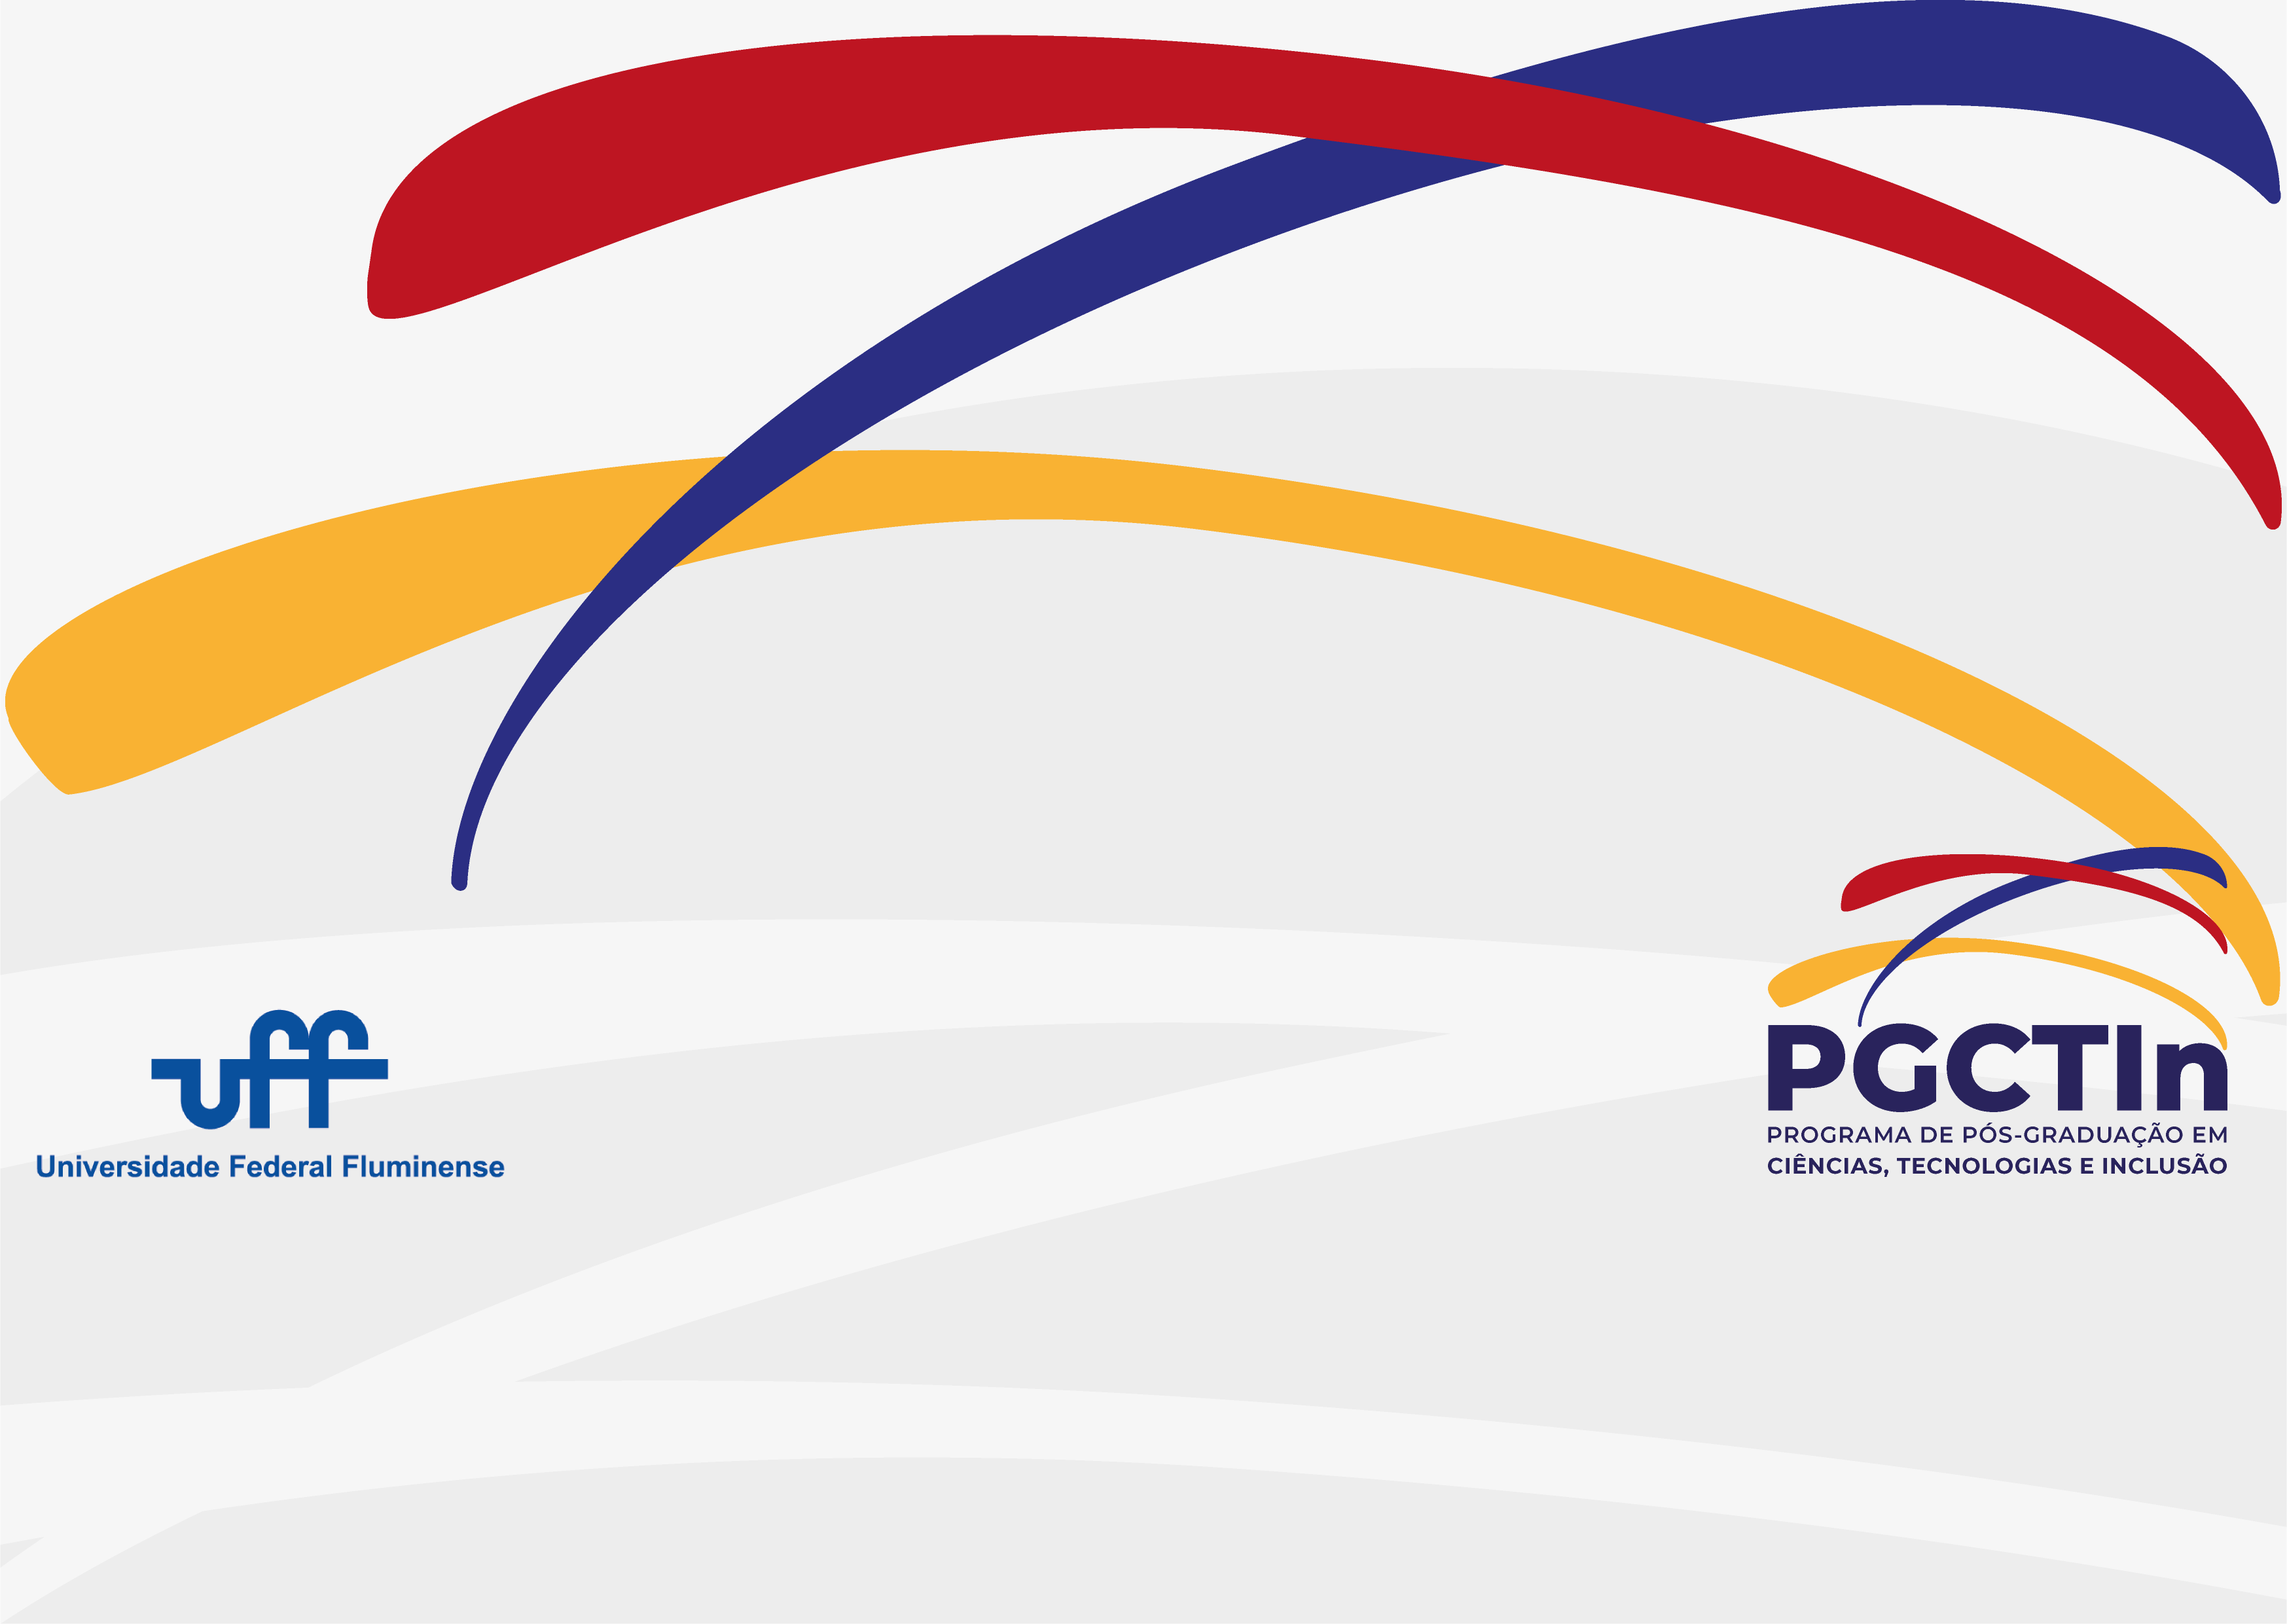 uff
Universidade Federal Fluminense
PGCTIn
PROGRAMA DE PÓS-GRADUAÇÃO EM
CIÊNCIAS, TECNOLOGIAS E INCLUSÃO